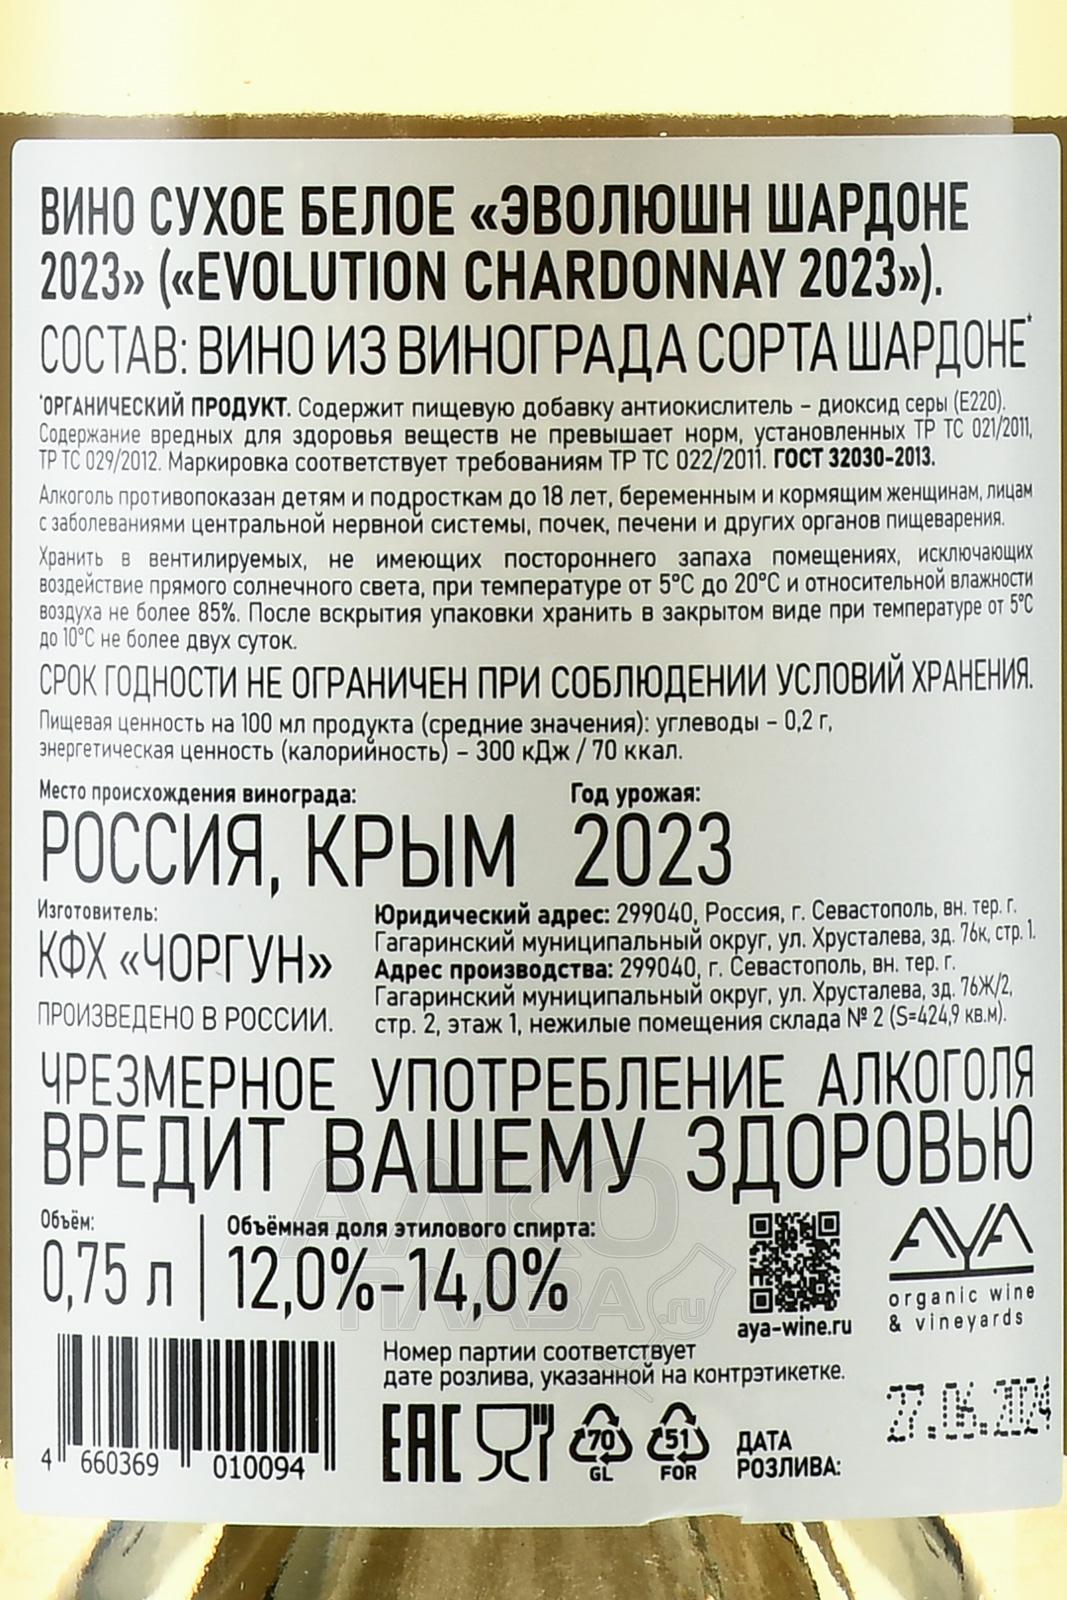 ВИНО СУХОЕ БЕЛОЕ «ЭВОЛЮШН ШАРДОНЕ
2023» («EVOLUTION CHARDONNAY 2023»).
СОСТАВ: ВИНО ИЗ ВИНОГРАДА СОРТА ШАРДОНЕ*
*ОРГАНИЧЕСКИЙ ПРОДУКТ. Содержит пищевую добавку антиокислитель – диоксид серы (Е220).
Содержание вредных для здоровья веществ не превышает норм, установленных ТР ТС 021/2011,
ТР ТС 029/2012. Маркировка соответствует требованиям ТР ТС 022/2011. ГОСТ 32030-2013.
Алкоголь противопоказан детям и подросткам до 18 лет, беременным и кормящим женщинам, лицам
с заболеваниями центральной нервной системы, почек, печени и других органов пищеварения.
Хранить в вентилируемых, не имеющих постороннего запаха помещениях, исключающих
воздействие прямого солнечного света, при температуре от 5°С до 20°С и относительной влажности
воздуха не более 85%. После вскрытия упаковки хранить в закрытом виде при температуре от 5°С
до 10°С не более двух суток.
СРОК ГОДНОСТИ НЕ ОГРАНИЧЕН ПРИ СОБЛЮДЕНИИ УСЛОВИЙ ХРАНЕНИЯ.
Пищевая ценность на 100 мл продукта (средние значения): углеводы – 0,2 г,
энергетическая ценность (калорийность) – 300 кДж / 70 ккал.
Место происхождения винограда:
РОССИЯ, КРЫМ
Год урожая:
2023
Изготовитель:
КФХ «ЧОРГУН»
ПРОИЗВЕДЕНО В РОССИИ.
Юридический адрес: 299040, Россия, г. Севастополь, вн. тер. г.
Гагаринский муниципальный округ, ул. Хрусталева, зд. 76к, стр. 1.
Адрес производства: 299040, г. Севастополь, вн. тер. г.
Гагаринский муниципальный округ, ул. Хрусталева, зд. 76Ж/2,
стр. 2, этаж 1, нежилые помещения склада № 2 (S=424,9 кв.м).
ЧРЕЗМЕРНОЕ УПОТРЕБЛЕНИЕ АЛКОГОЛЯ
ВРЕДИТ ВАШЕМУ ЗДОРОВЬЮ
Объём:
0,75 л
Объёмная доля этилового спирта:
12,0%–14,0%
АЛКО
ПЛАЗА .ru
aya-wine.ru
AYA
organic wine
& vineyards
Номер партии соответствует
дате розлива, указанной на контрэтикетке.
4 660369 010094
EAC
70
GL
51
FOR
ДАТА
РОЗЛИВА:
27.06.2024